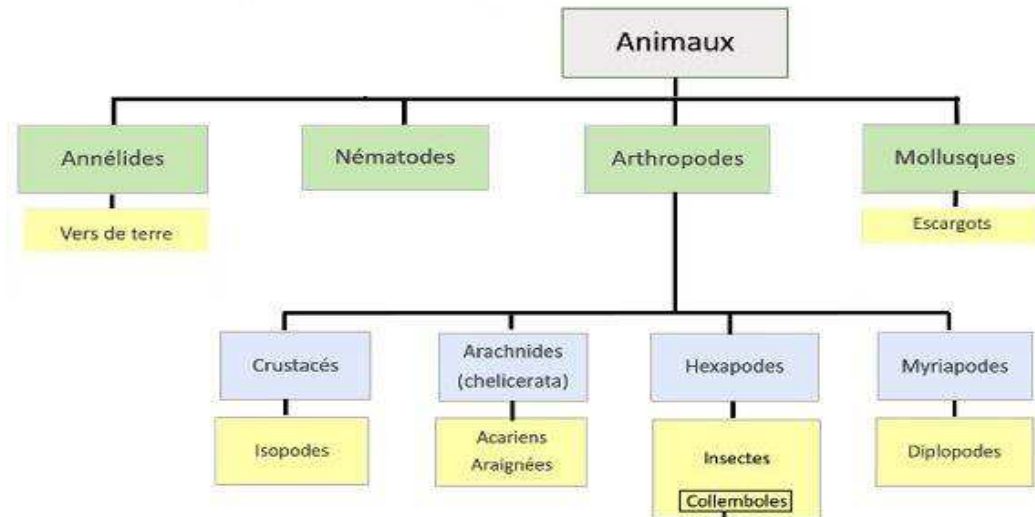 Animaux
Annélides
Nématodes
Arthropodes
Mollusques
Vers de terre
Escargots
Crustacés
Arachnides
(chelicerata)
Hexapodes
Myriapodes
Isopodes
Acariens
Araignées
Insectes
Collemboles
Diplopodes